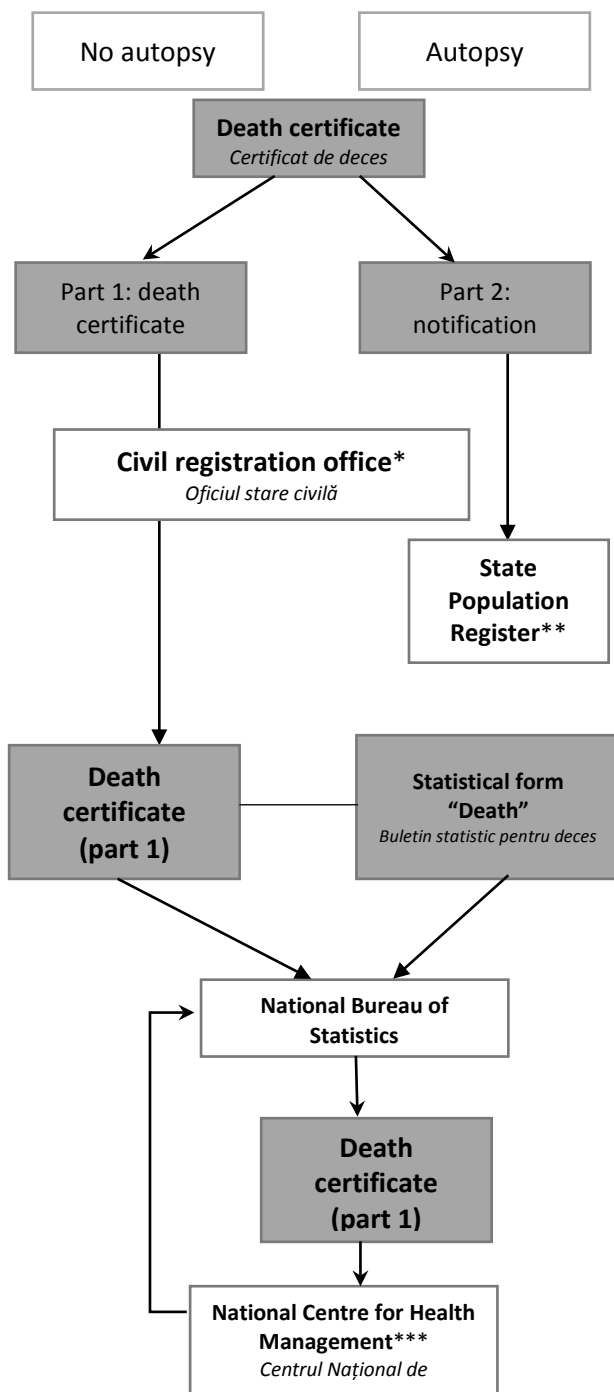 No autopsy
Autopsy
Death certificate
Certificat de deces
Part 1: death
certificate
Part 2:
notification
Civil registration office*
Oficiul stare civilă
State
Population
Register**
Death
certificate
(part 1)
Statistical form
“Death”
Buletin statistic pentru deces
National Bureau of
Statistics
Death
certificate
(part 1)
National Centre for Health
Management***
Centrul Național de